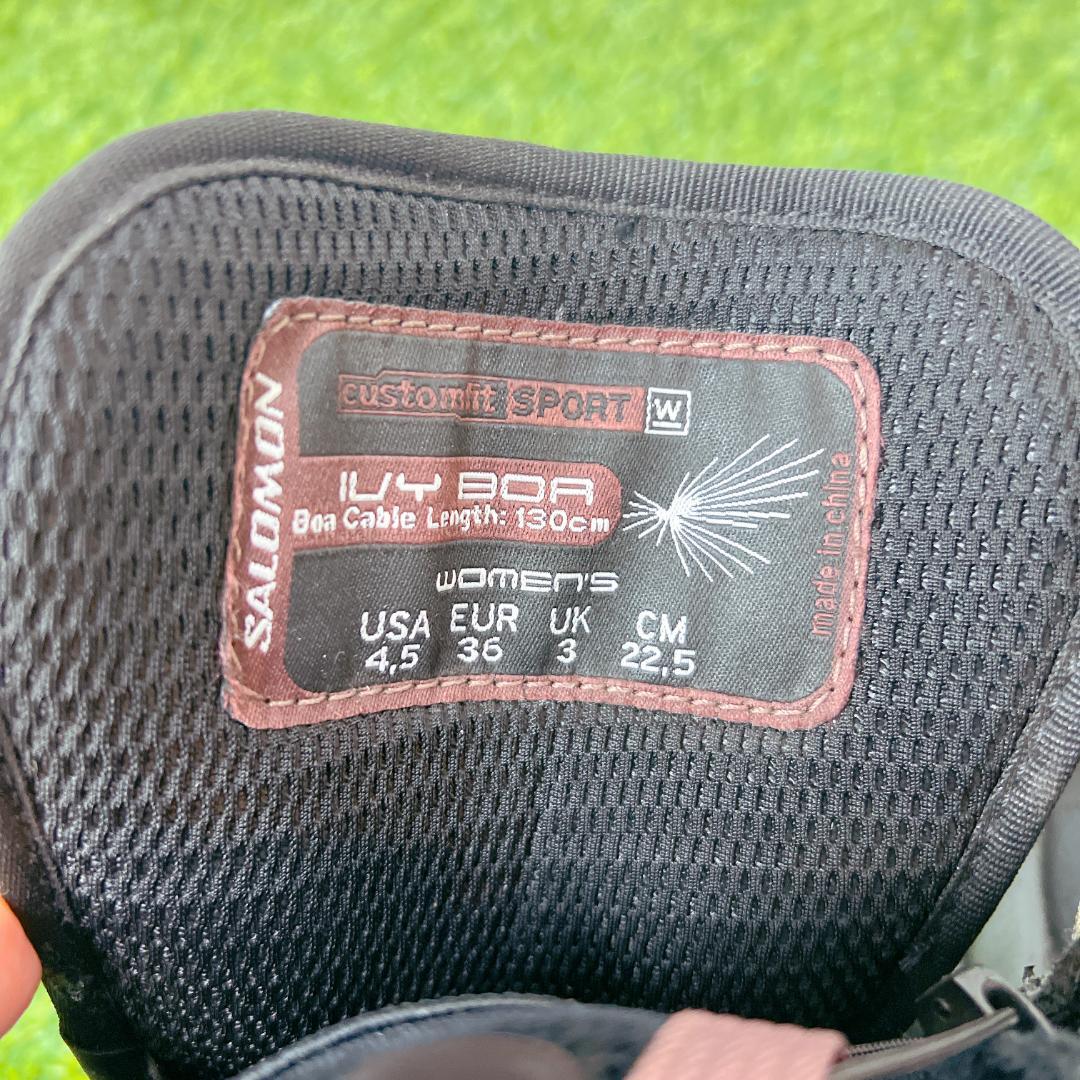 SALOMON
customfit SPORT W
IVY BOA
Boa Cable Length: 130cm
WOMEN'S
USA EUR UK CM
4,5 36 3 22,5
made in china